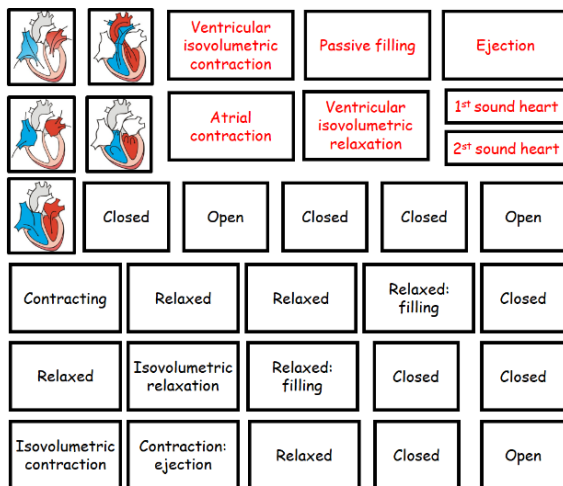 Ventricular
isovolumetric
contraction
Passive filling
Ejection
Atrial
contraction
Ventricular
isovolumetric
relaxation
1st sound heart
2st sound heart
Closed
Open
Closed
Closed
Open
Contracting
Relaxed
Relaxed
Relaxed:
filling
Closed
Relaxed
Isovolumetric
relaxation
Relaxed:
filling
Closed
Closed
Isovolumetric
contraction
Contraction:
ejection
Relaxed
Closed
Open